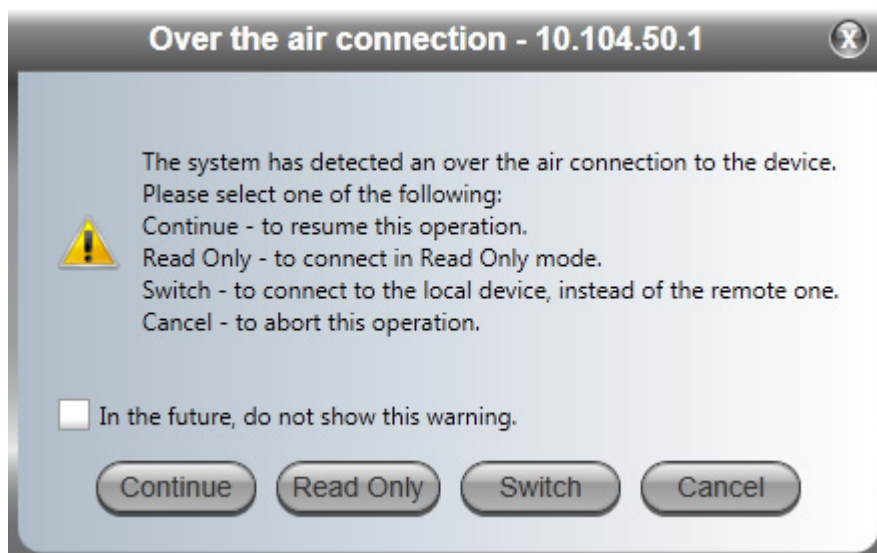 Over the air connection - 10.104.50.1
X
The system has detected an over the air connection to the device.
Please select one of the following:
Continue - to resume this operation.
Read Only - to connect in Read Only mode.
Switch - to connect to the local device, instead of the remote one.
Cancel - to abort this operation.
In the future, do not show this warning.
Continue Read Only Switch Cancel